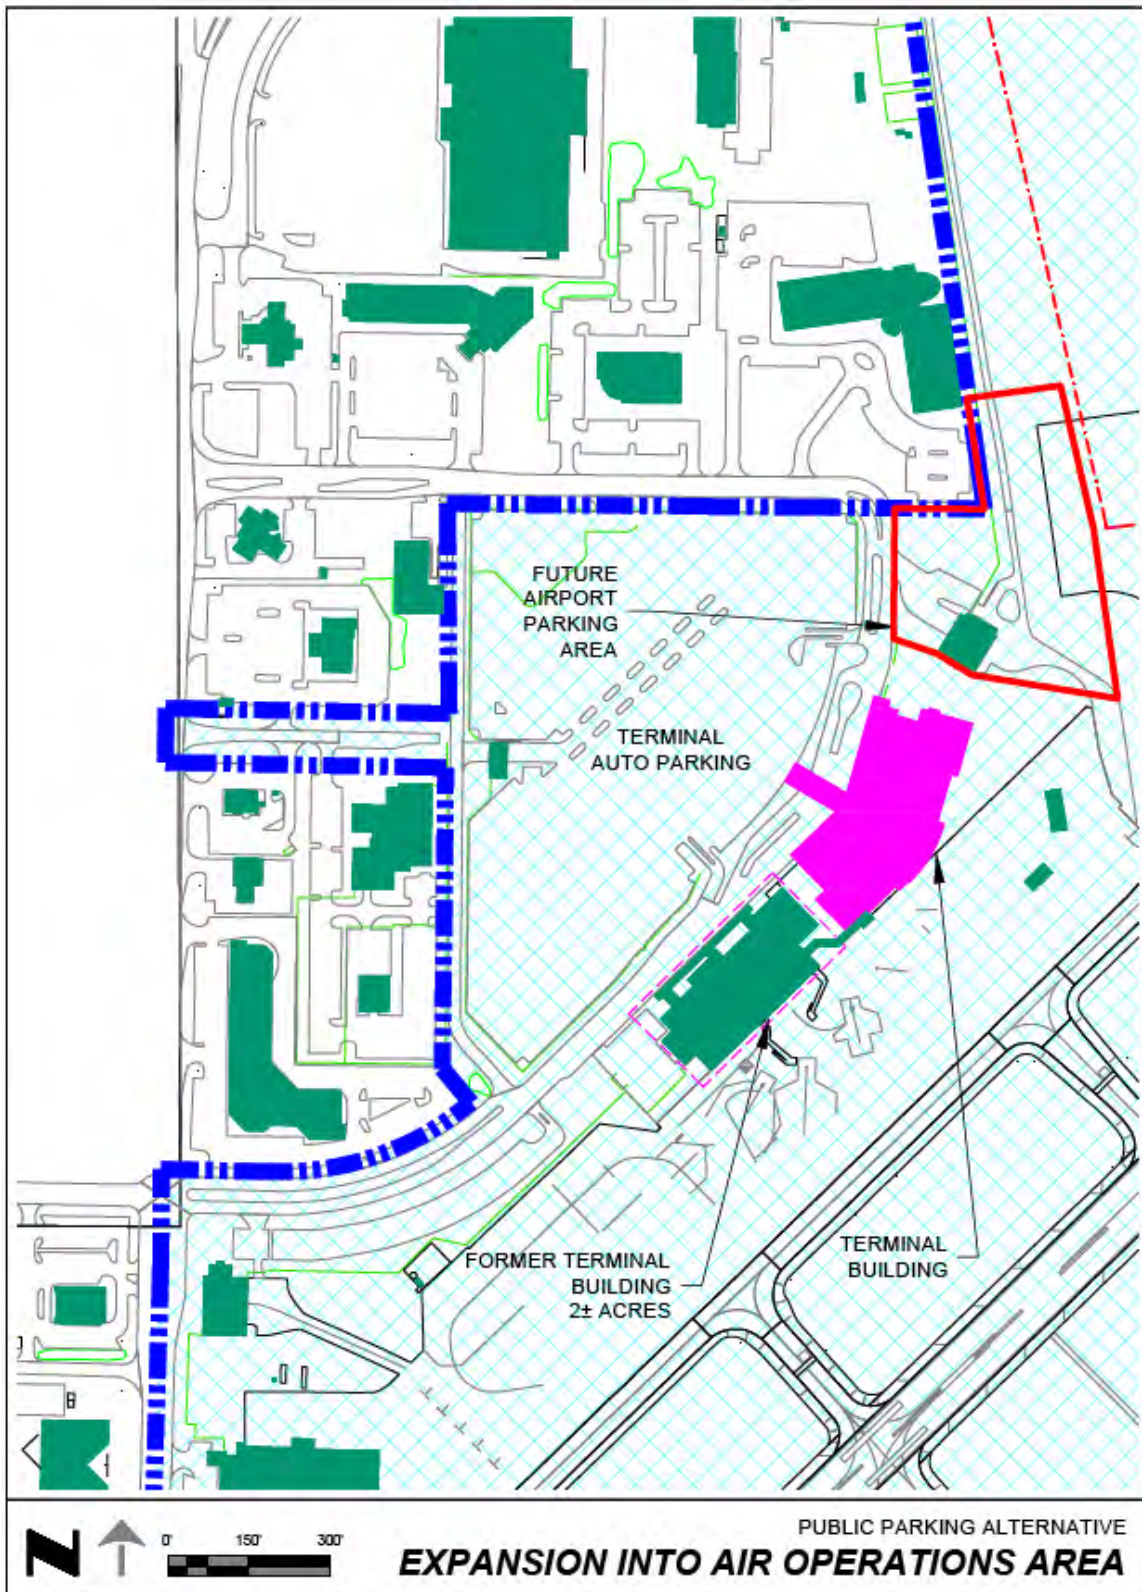 FUTURE
AIRPORT
PARKING
AREA
TERMINAL
AUTO PARKING
FORMER TERMINAL
BUILDING
2± ACRES
TERMINAL
BUILDING
N
0' 150' 300'
PUBLIC PARKING ALTERNATIVE
EXPANSION INTO AIR OPERATIONS AREA